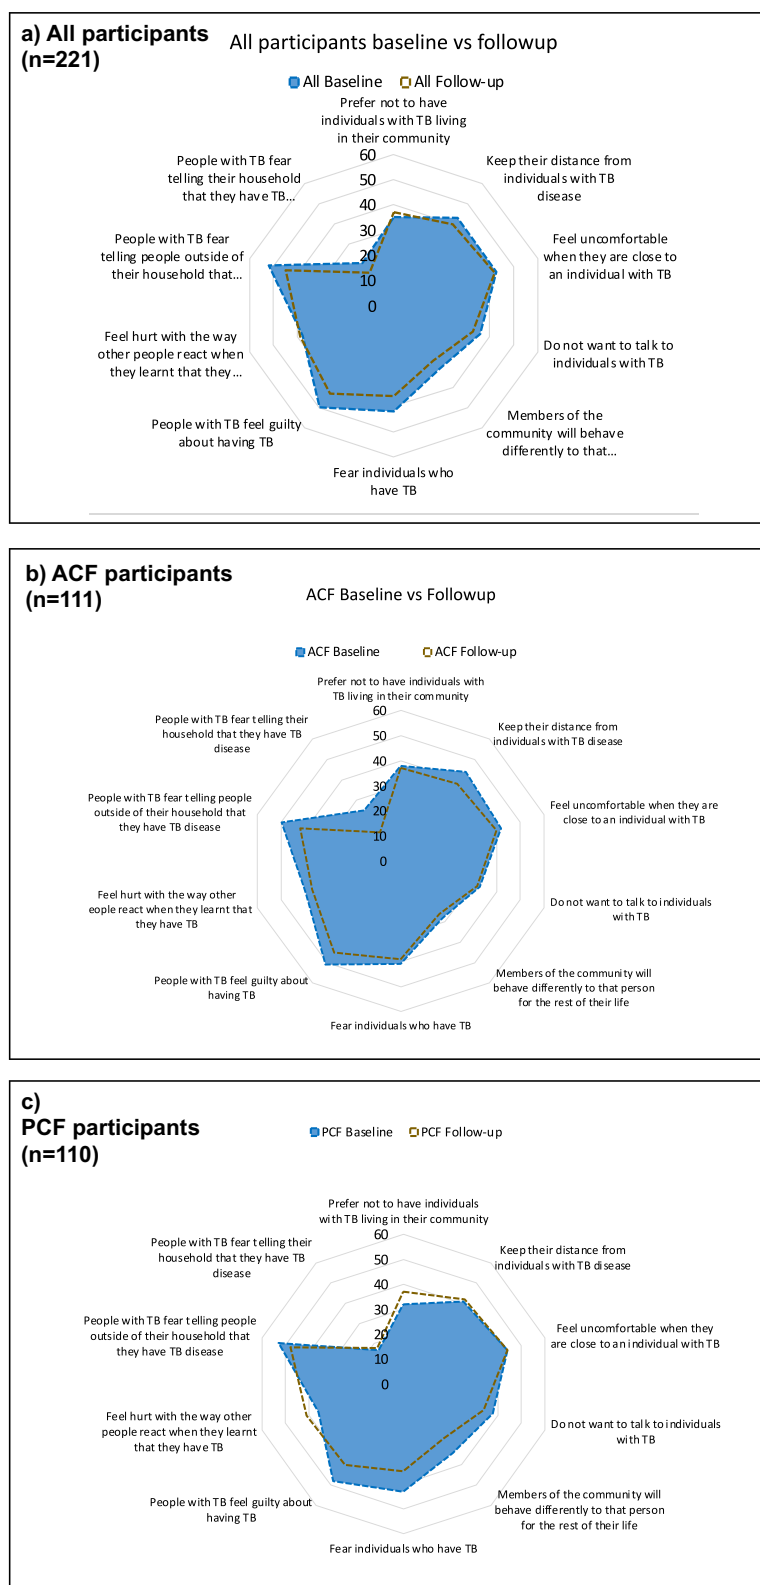 a) All participants
(n=221)
All participants baseline vs followup
All Baseline
All Follow-up
Prefer not to have
individuals with TB living
in their community
Keep their distance from
individuals with TB
disease
Feel uncomfortable
when they are close to
an individual with TB
Do not want to talk to
individuals with TB
Members of the
community will behave
differently to that…
Fear individuals who
have TB
People with TB feel guilty
about having TB
Feel hurt with the way
other people react when
they learnt that they…
People with TB fear
telling people outside of
their household that…
People with TB fear
telling their household
that they have TB…
60
50
40
30
20
10
0
b) ACF participants
(n=111)
ACF Baseline vs Followup
ACF Baseline
ACF Follow-up
Prefer not to have individuals with
TB living in their community
Keep their distance from
individuals with TB disease
Feel uncomfortable when they are
close to an individual with TB
Do not want to talk to individuals
with TB
Members of the community will
behave differently to that person
for the rest of their life
Fear individuals who have TB
People with TB feel guilty about
having TB
Feel hurt with the way other
eople react when they learnt that
they have TB
People with TB fear telling people
outside of their household that
they have TB disease
People with TB fear telling their
household that they have TB
disease
60
50
40
30
20
10
0
c)
PCF participants
(n=110)
PCF Baseline
PCF Follow-up
Prefer not to have individuals
with TB living in their community
Keep their distance from
individuals with TB disease
Feel uncomfortable when they
are close to an individual with TB
Do not want to talk to individuals
with TB
Members of the community will
behave differently to that person
for the rest of their life
Fear individuals who have TB
People with TB feel guilty about
having TB
Feel hurt with the way other
people react when they learnt
that they have TB
People with TB fear telling people
outside of their household that
they have TB disease
People with TB fear telling their
household that they have TB
disease
60
50
40
30
20
10
0